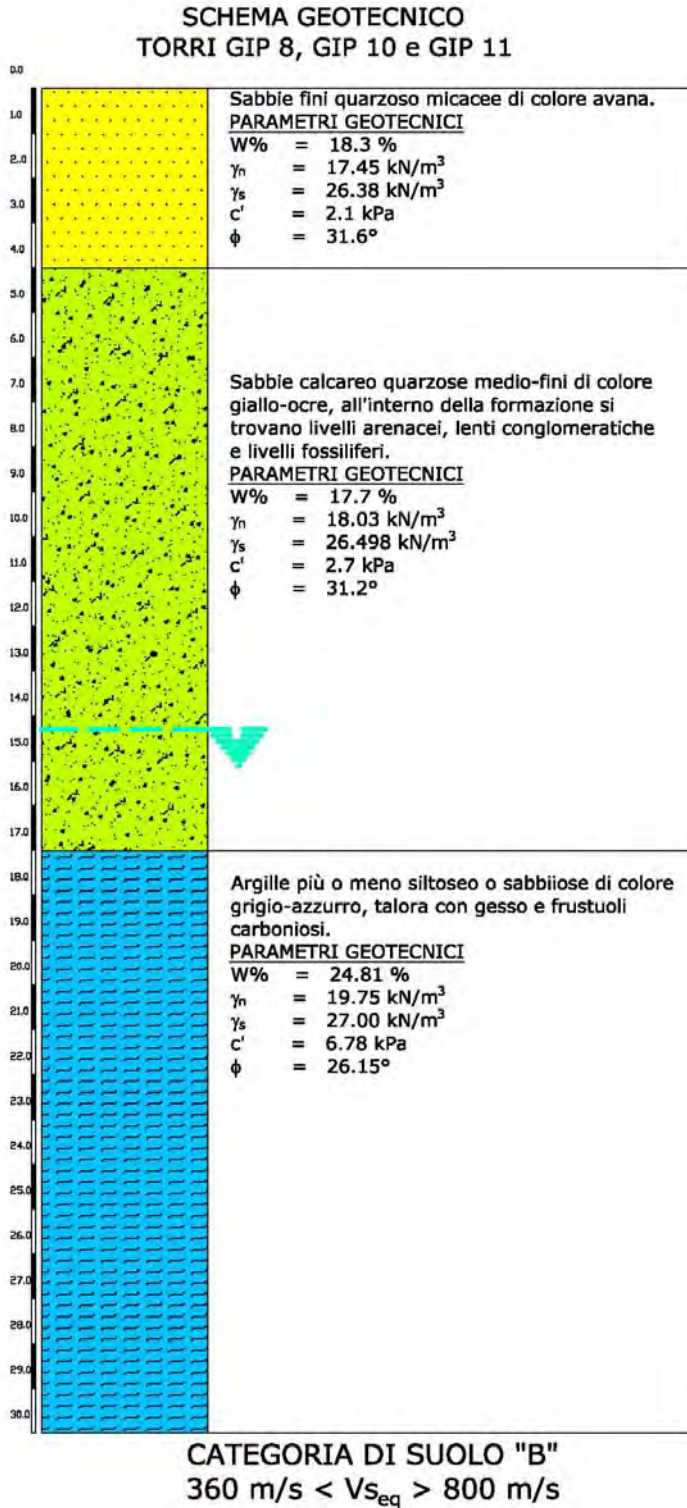 SCHEMA GEOTECNICO
TORRI GIP 8, GIP 10 e GIP 11
0.0
1.0
2.0
3.0
4.0
Sabbie fini quarzoso micacee di colore avana.
PARAMETRI GEOTECNICI
W% = 18.3 %
γn = 17.45 kN/m³
γs = 26.38 kN/m³
c' = 2.1 kPa
ϕ = 31.6°
5.0
6.0
7.0
8.0
9.0
10.0
11.0
12.0
13.0
14.0
15.0
16.0
17.0
Sabbie calcareo quarzose medio-fini di colore
giallo-ocre, all'interno della formazione si
trovano livelli arenacei, lenti conglomeratiche
e livelli fossiliferi.
PARAMETRI GEOTECNICI
W% = 17.7 %
γn = 18.03 kN/m³
γs = 26.498 kN/m³
c' = 2.7 kPa
ϕ = 31.2°
18.0
19.0
20.0
21.0
22.0
23.0
24.0
25.0
26.0
27.0
28.0
29.0
30.0
Argille più o meno siltoseo o sabbiiose di colore
grigio-azzurro, talora con gesso e frustuoli
carboniosi.
PARAMETRI GEOTECNICI
W% = 24.81 %
γn = 19.75 kN/m³
γs = 27.00 kN/m³
c' = 6.78 kPa
ϕ = 26.15°
CATEGORIA DI SUOLO "B"
360 m/s < Vseq > 800 m/s